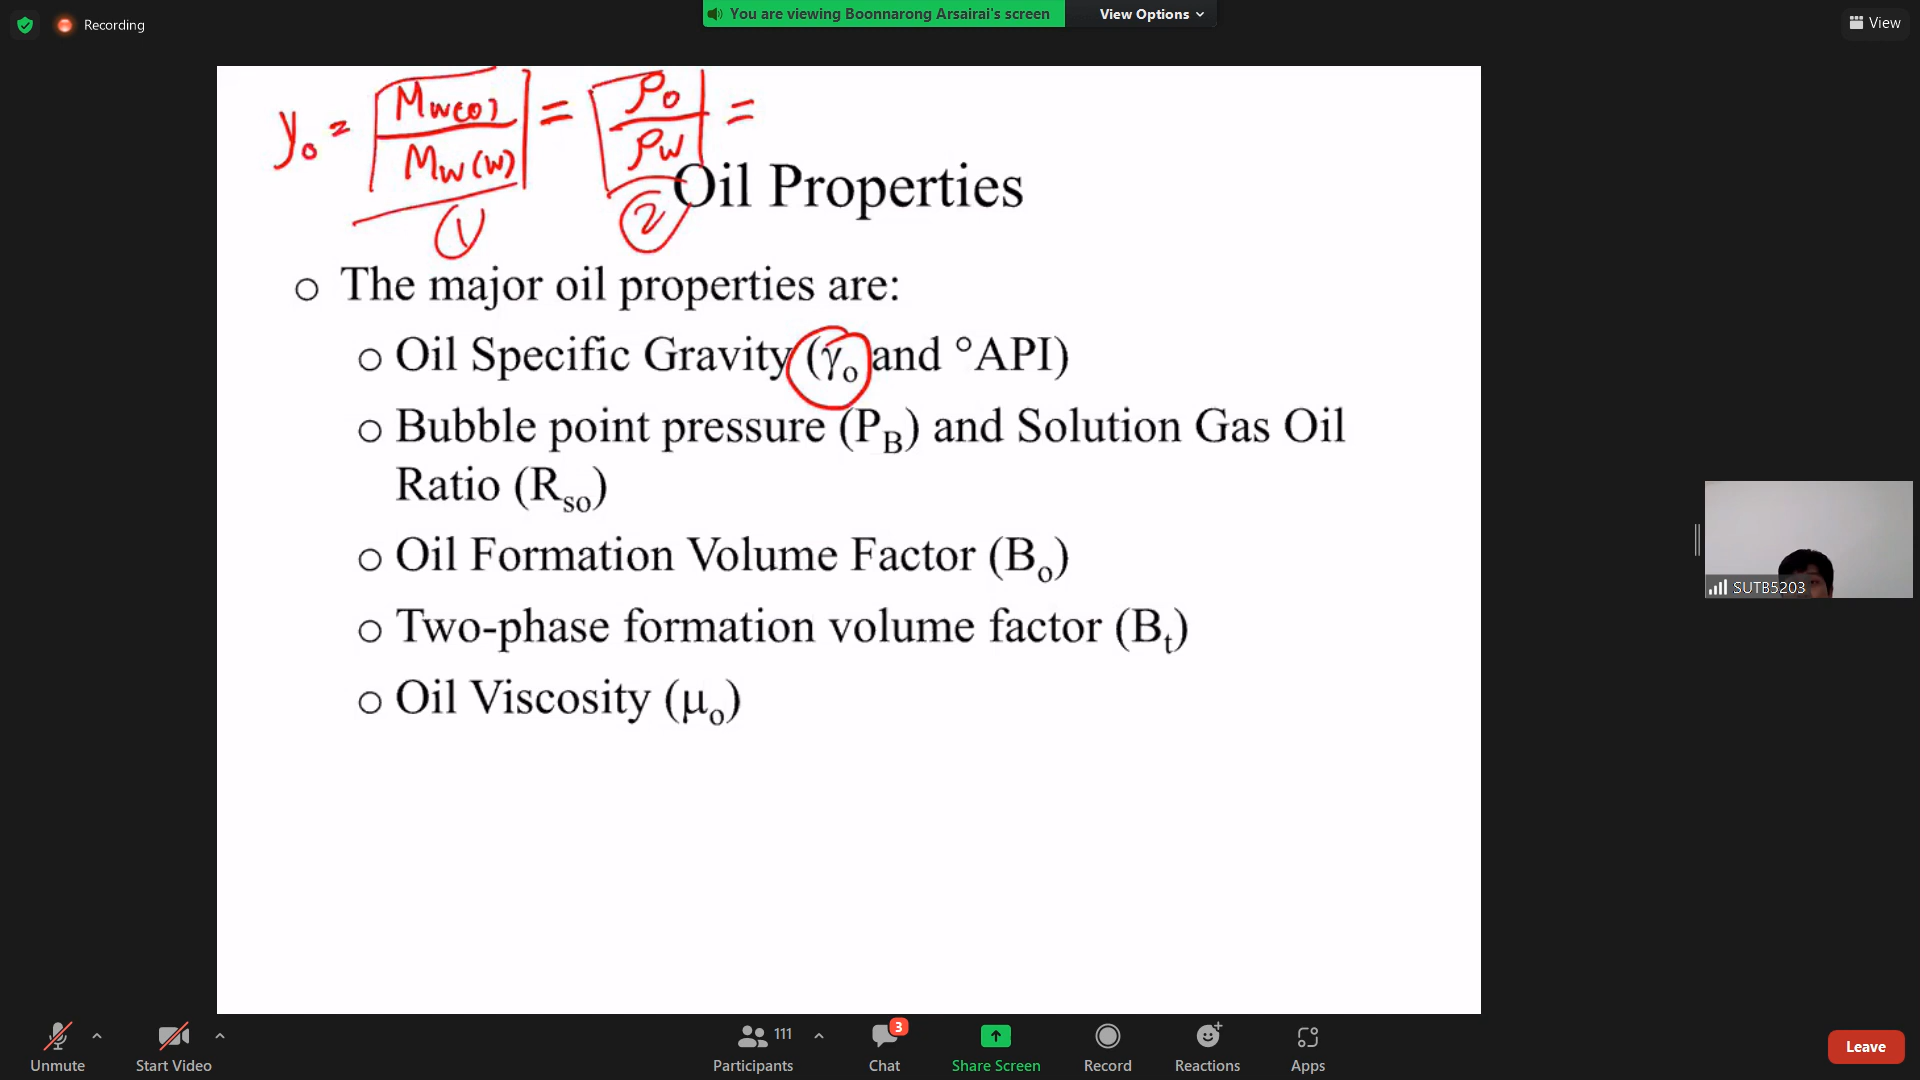 Recording
You are viewing Boonnarong Arsairai's screen
View Options
View
γo = Mw(o) / Mw(w) = ρo / ρw =
1 2
Oil Properties
o The major oil properties are:
o Oil Specific Gravity (γo and °API)
o Bubble point pressure (PB) and Solution Gas Oil
Ratio (Rso)
o Oil Formation Volume Factor (Bo)
o Two-phase formation volume factor (Bt)
o Oil Viscosity (μo)
SUTB5203
Unmute
Start Video
111
Participants
3
Chat
Share Screen
Record
Reactions
Apps
Leave